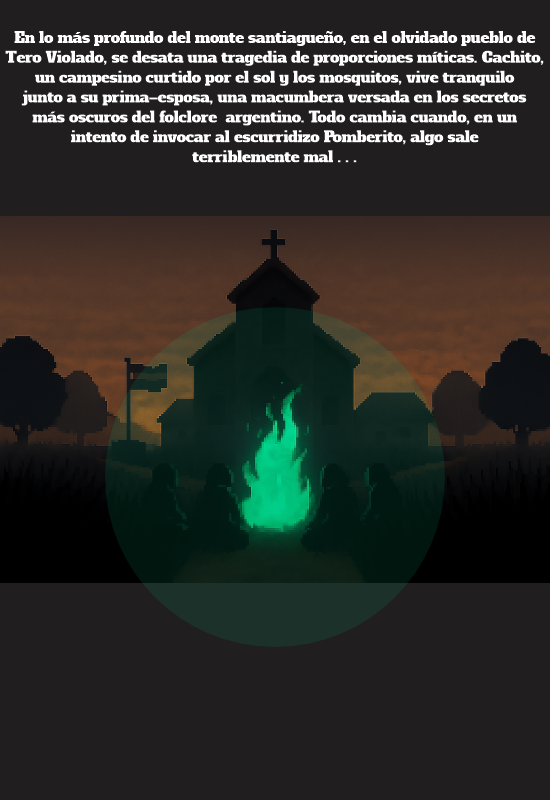 En lo más profundo del monte santiagueño, en el olvidado pueblo de
Tero Violado, se desata una tragedia de proporciones míticas. Cachito,
un campesino curtido por el sol y los mosquitos, vive tranquilo
junto a su prima-esposa, una macumbera versada en los secretos
más oscuros del folclore argentino. Todo cambia cuando, en un
intento de invocar al escurridizo Pomberito, algo sale
terriblemente mal . . .